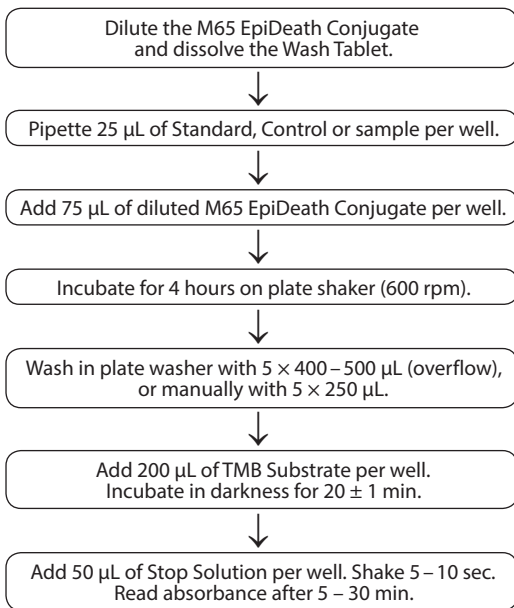 Dilute the M65 EpiDeath Conjugate
and dissolve the Wash Tablet.
Pipette 25 µL of Standard, Control or sample per well.
Add 75 µL of diluted M65 EpiDeath Conjugate per well.
Incubate for 4 hours on plate shaker (600 rpm).
Wash in plate washer with 5 × 400 – 500 µL (overflow),
or manually with 5 × 250 µL.
Add 200 µL of TMB Substrate per well.
Incubate in darkness for 20 ± 1 min.
Add 50 µL of Stop Solution per well. Shake 5 – 10 sec.
Read absorbance after 5 – 30 min.